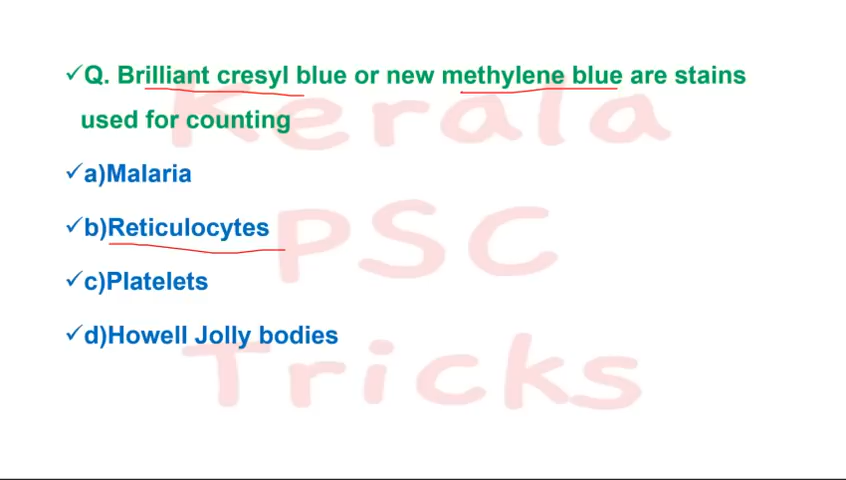 ✓Q. Brilliant cresyl blue or new methylene blue are stains
used for counting
✓a)Malaria
✓b)Reticulocytes
✓c)Platelets
✓d)Howell Jolly bodies
Kerala
PSC
Tricks